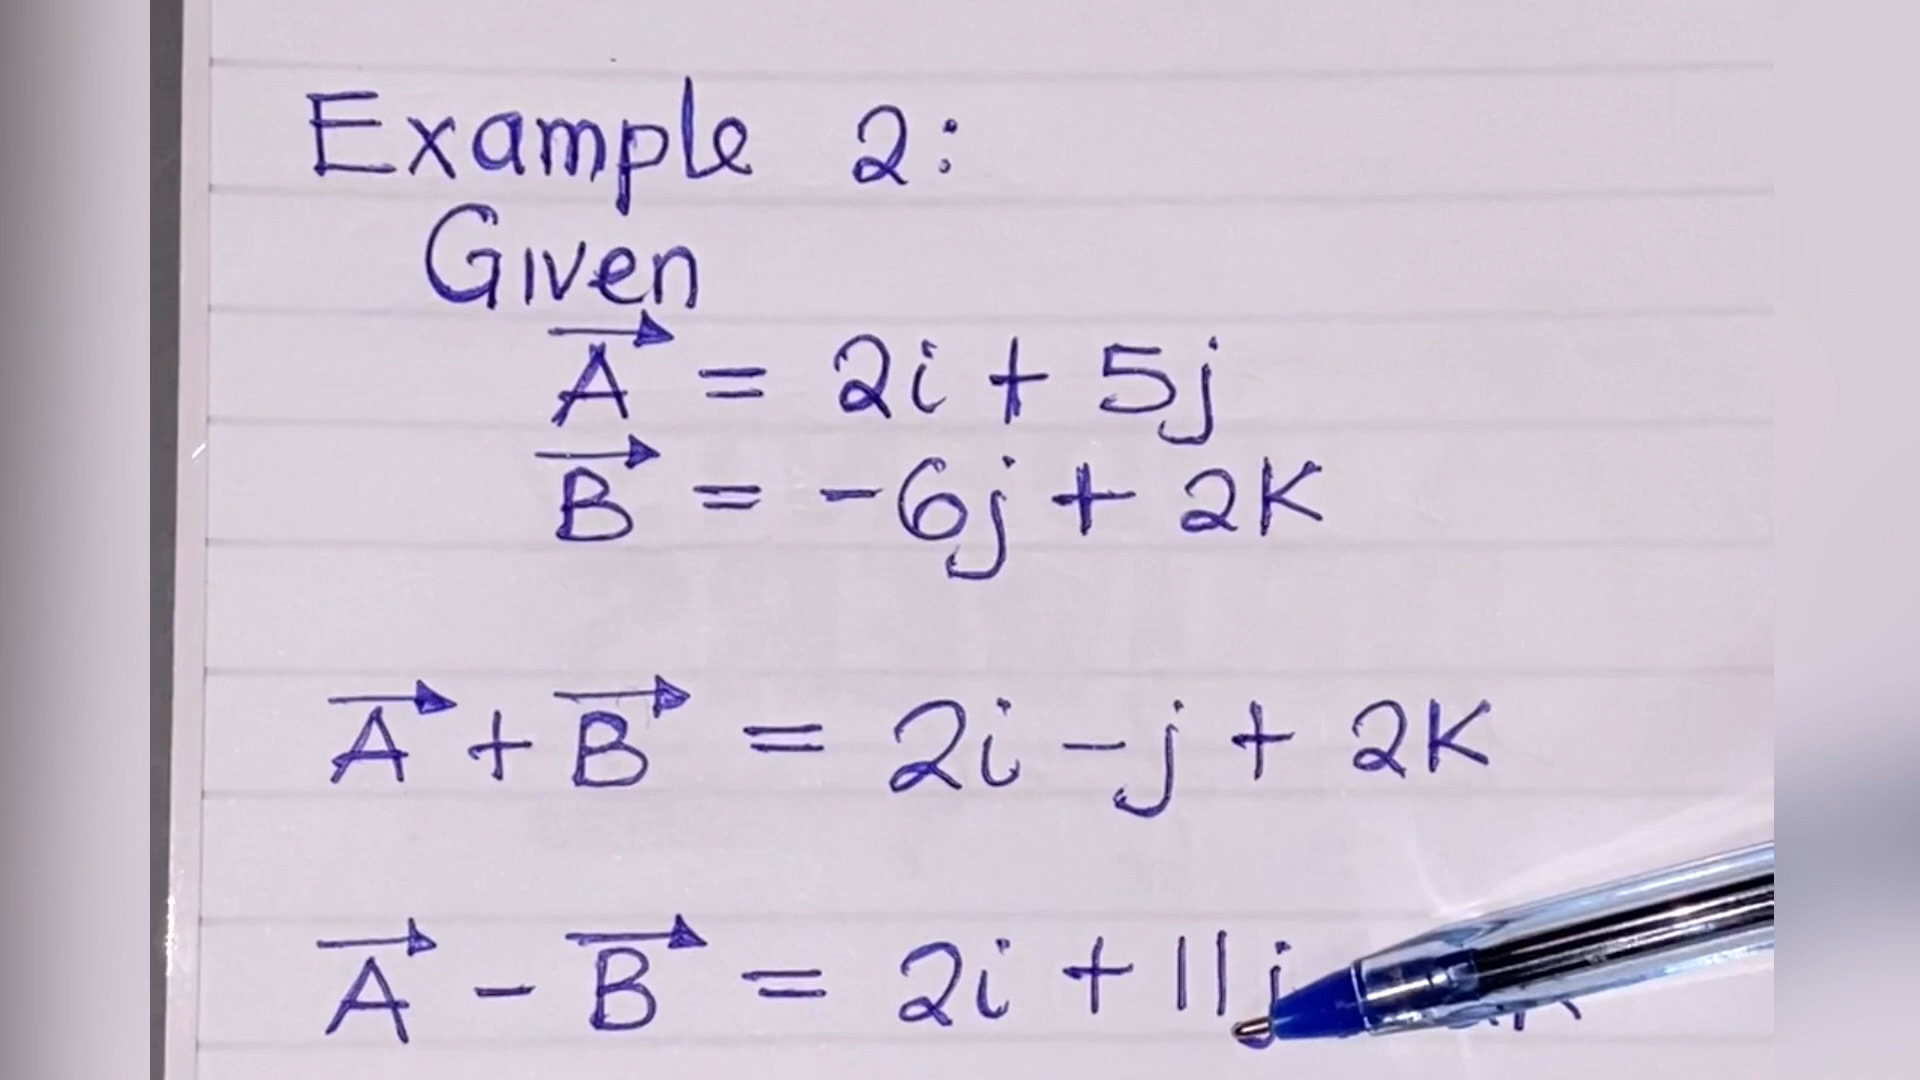 Example 2:
Given
A⃗ = 2i + 5j
B⃗ = -6j + 2K
A⃗ + B⃗ = 2i - j + 2K
A⃗ - B⃗ = 2i + 11j